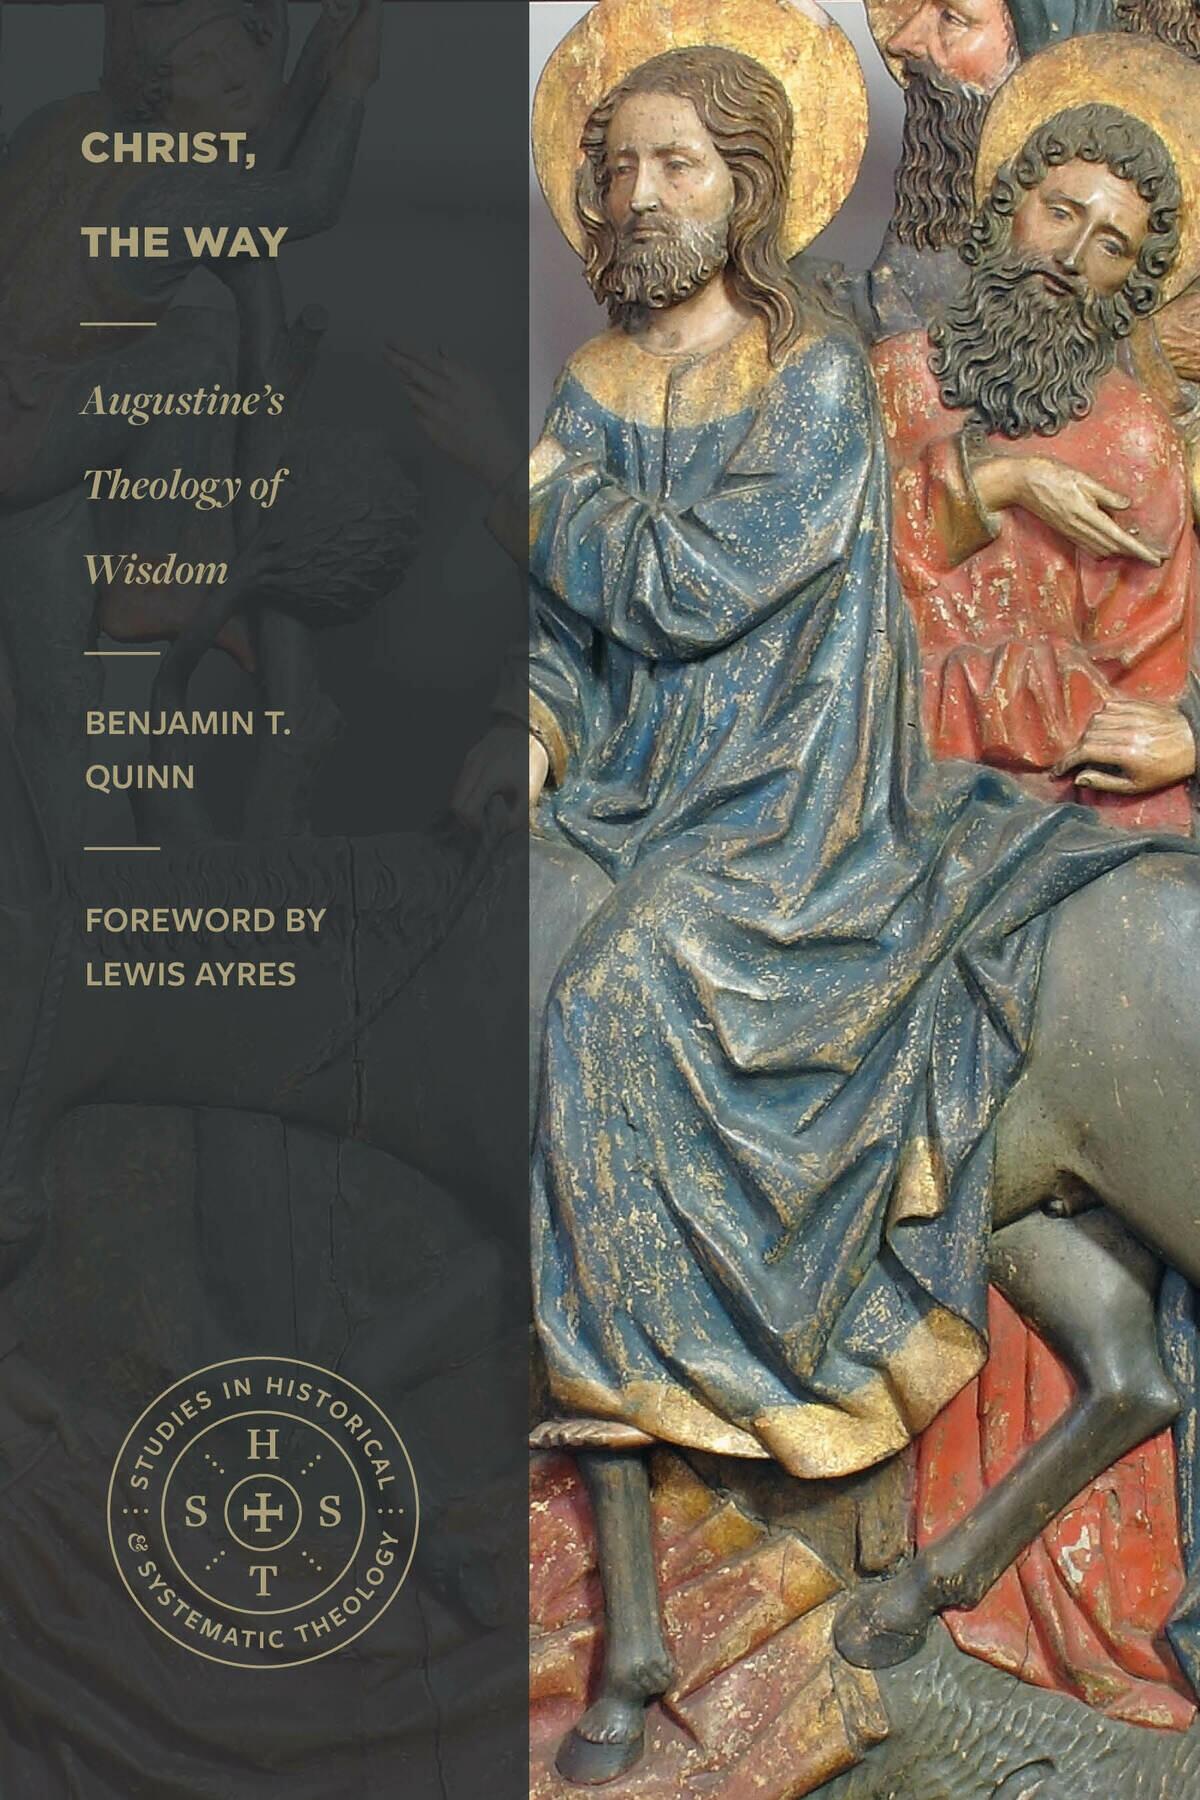 CHRIST,
THE WAY
Augustine's
Theology of
Wisdom
BENJAMIN T.
QUINN
FOREWORD BY
LEWIS AYRES
STUDIES IN HISTORICAL
& SYSTEMATIC THEOLOGY
H
S S
T